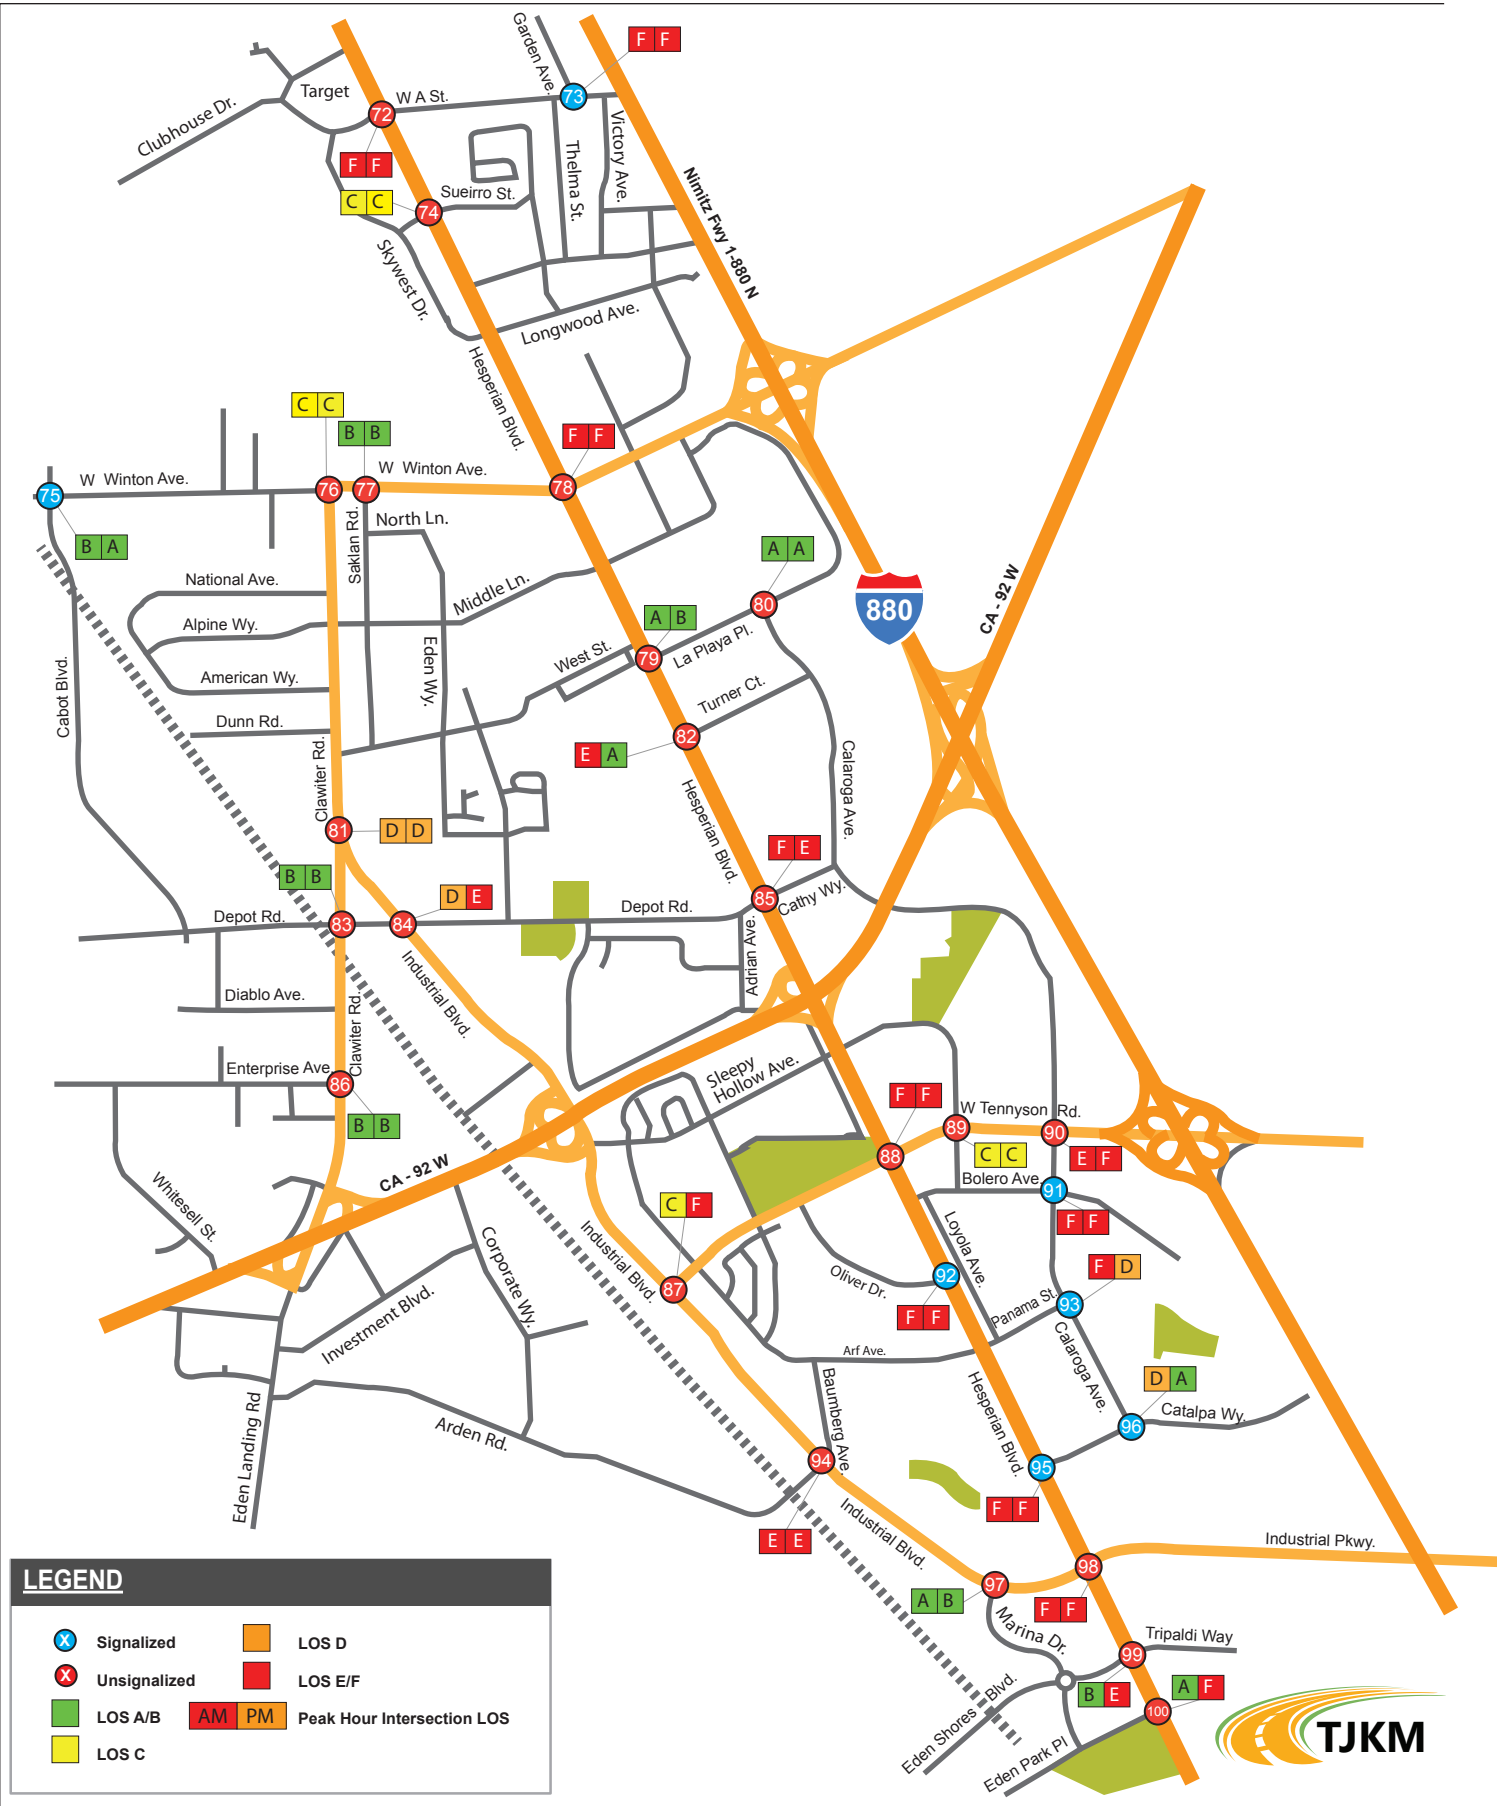 Garden Ave.
F F
Target
W A St.
73
72
Clubhouse Dr.
Victory Ave.
Thelma St.
F F
C C
Sueirro St.
74
Nimitz Fwy 1-880 N
Skywest Dr.
Longwood Ave.
Hesperian Blvd.
C C
B B
F F
W Winton Ave.
W Winton Ave.
75
76
77
78
North Ln.
Saklan Rd.
B A
A A
National Ave.
Middle Ln.
880
CA - 92 W
80
A B
Alpine Wy.
Eden Wy.
West St.
79
La Playa Pl.
American Wy.
Cabot Blvd.
Turner Ct.
Dunn Rd.
82
E A
Clawiter Rd.
Calaroga Ave.
Hesperian Blvd.
81
D D
F E
B B
D E
85
Cathy Wy.
Depot Rd.
83
84
Depot Rd.
Adrian Ave.
Industrial Blvd.
Diablo Ave.
Clawiter Rd.
Enterprise Ave.
86
Sleepy
Hollow Ave.
F F
B B
W Tennyson Rd.
89
90
88
C C
E F
CA - 92 W
Bolero Ave.
91
Whitesell St.
C F
F F
Loyola Ave.
Corporate Wy.
Industrial Blvd.
F D
Oliver Dr.
92
87
Panama St.
93
F F
Investment Blvd.
Arf Ave.
Calaroga Ave.
Baumberg Ave.
D A
Hesperian Blvd.
Catalpa Wy.
Eden Landing Rd
Arden Rd.
96
94
95
F F
E E
Industrial Blvd.
Industrial Pkwy.
98
97
A B
F F
Marina Dr.
Tripaldi Way
99
Eden Shores Blvd.
B E
A F
100
Eden Park Pl
TJKM
LEGEND
X Signalized
LOS D
X Unsignalized
LOS E/F
LOS A/B
AM PM Peak Hour Intersection LOS
LOS C